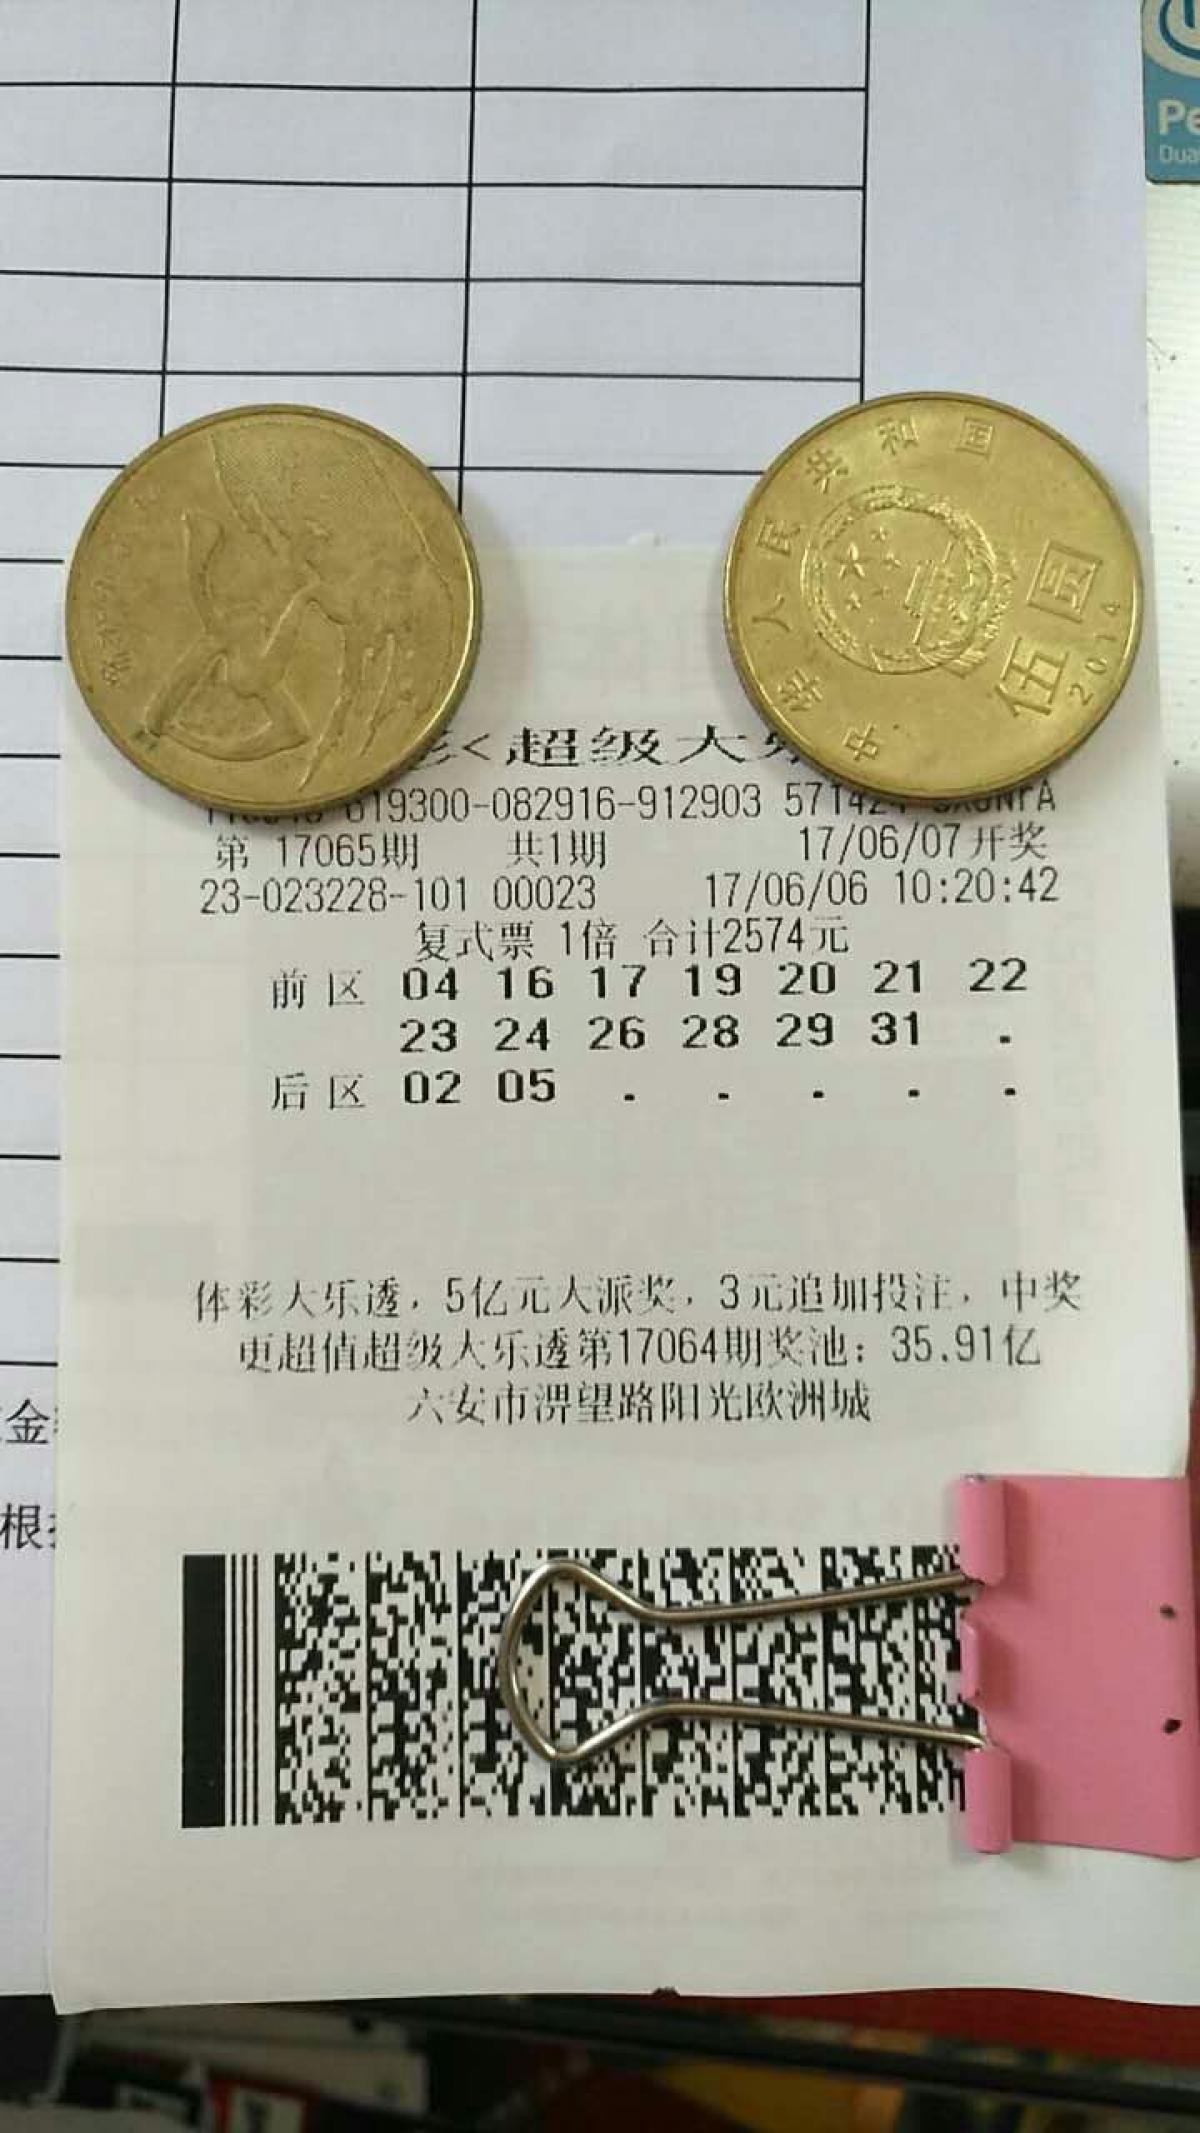 Pe
Dua
中华人民共和国
伍圆
2014
<超级大乐
619300-082916-912903
第 17065期 共1期 17/06/07开奖
23-023228-101 00023 17/06/06 10:20:42
复式票 1倍 合计2574元
前区 04 16 17 19 20 21 22
23 24 26 28 29 31 .
后区 02 05 . . . . .
体彩大乐透，5亿元大派奖，3元追加投注，中奖
更超值超级大乐透第17064期奖池：35.91亿
六安市淠望路阳光欧洲城
金
根